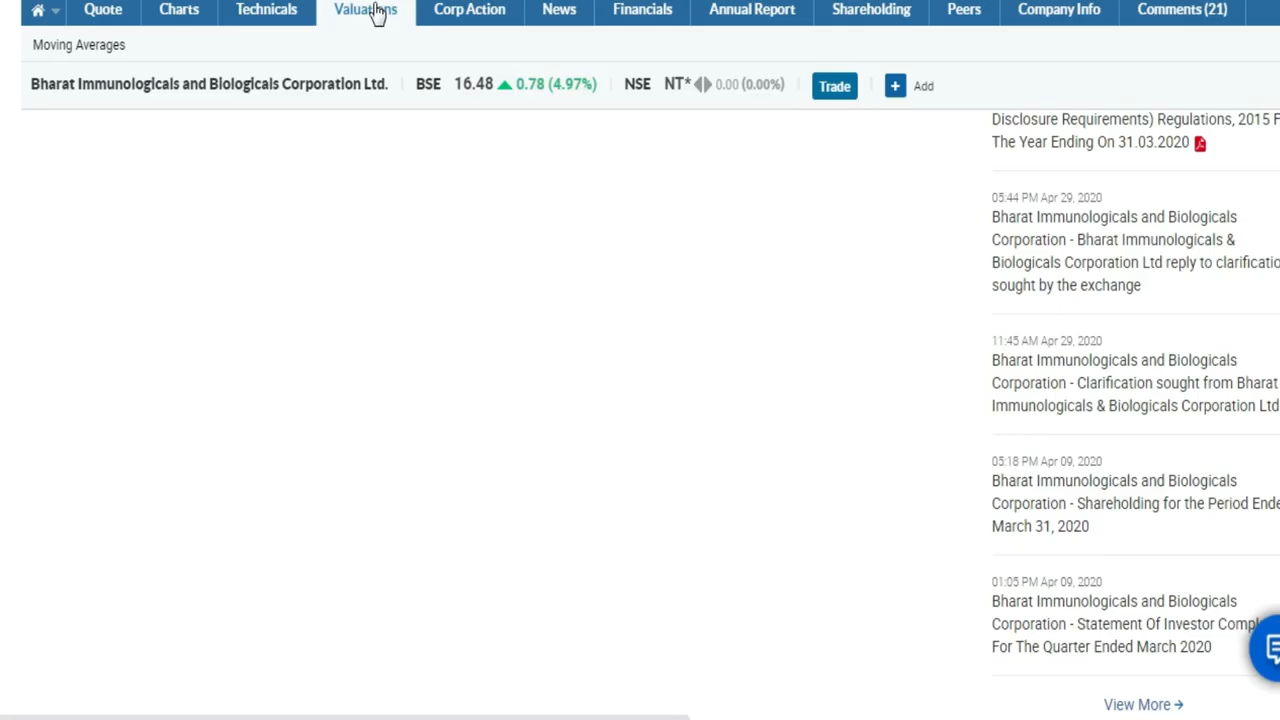 Quote Charts Technicals Valuations Corp Action News Financials Annual Report Shareholding Peers Company Info Comments (21)
Moving Averages
Bharat Immunologicals and Biologicals Corporation Ltd. BSE 16.48 0.78 (4.97%) NSE NT* 0.00 (0.00%) Trade + Add
Disclosure Requirements) Regulations, 2015 F
The Year Ending On 31.03.2020
05:44 PM Apr 29, 2020
Bharat Immunologicals and Biologicals
Corporation - Bharat Immunologicals &
Biologicals Corporation Ltd reply to clarificatio
sought by the exchange
11:45 AM Apr 29, 2020
Bharat Immunologicals and Biologicals
Corporation - Clarification sought from Bharat
Immunologicals & Biologicals Corporation Ltd
05:18 PM Apr 09, 2020
Bharat Immunologicals and Biologicals
Corporation - Shareholding for the Period Ende
March 31, 2020
01:05 PM Apr 09, 2020
Bharat Immunologicals and Biologicals
Corporation - Statement Of Investor Compl
For The Quarter Ended March 2020
View More